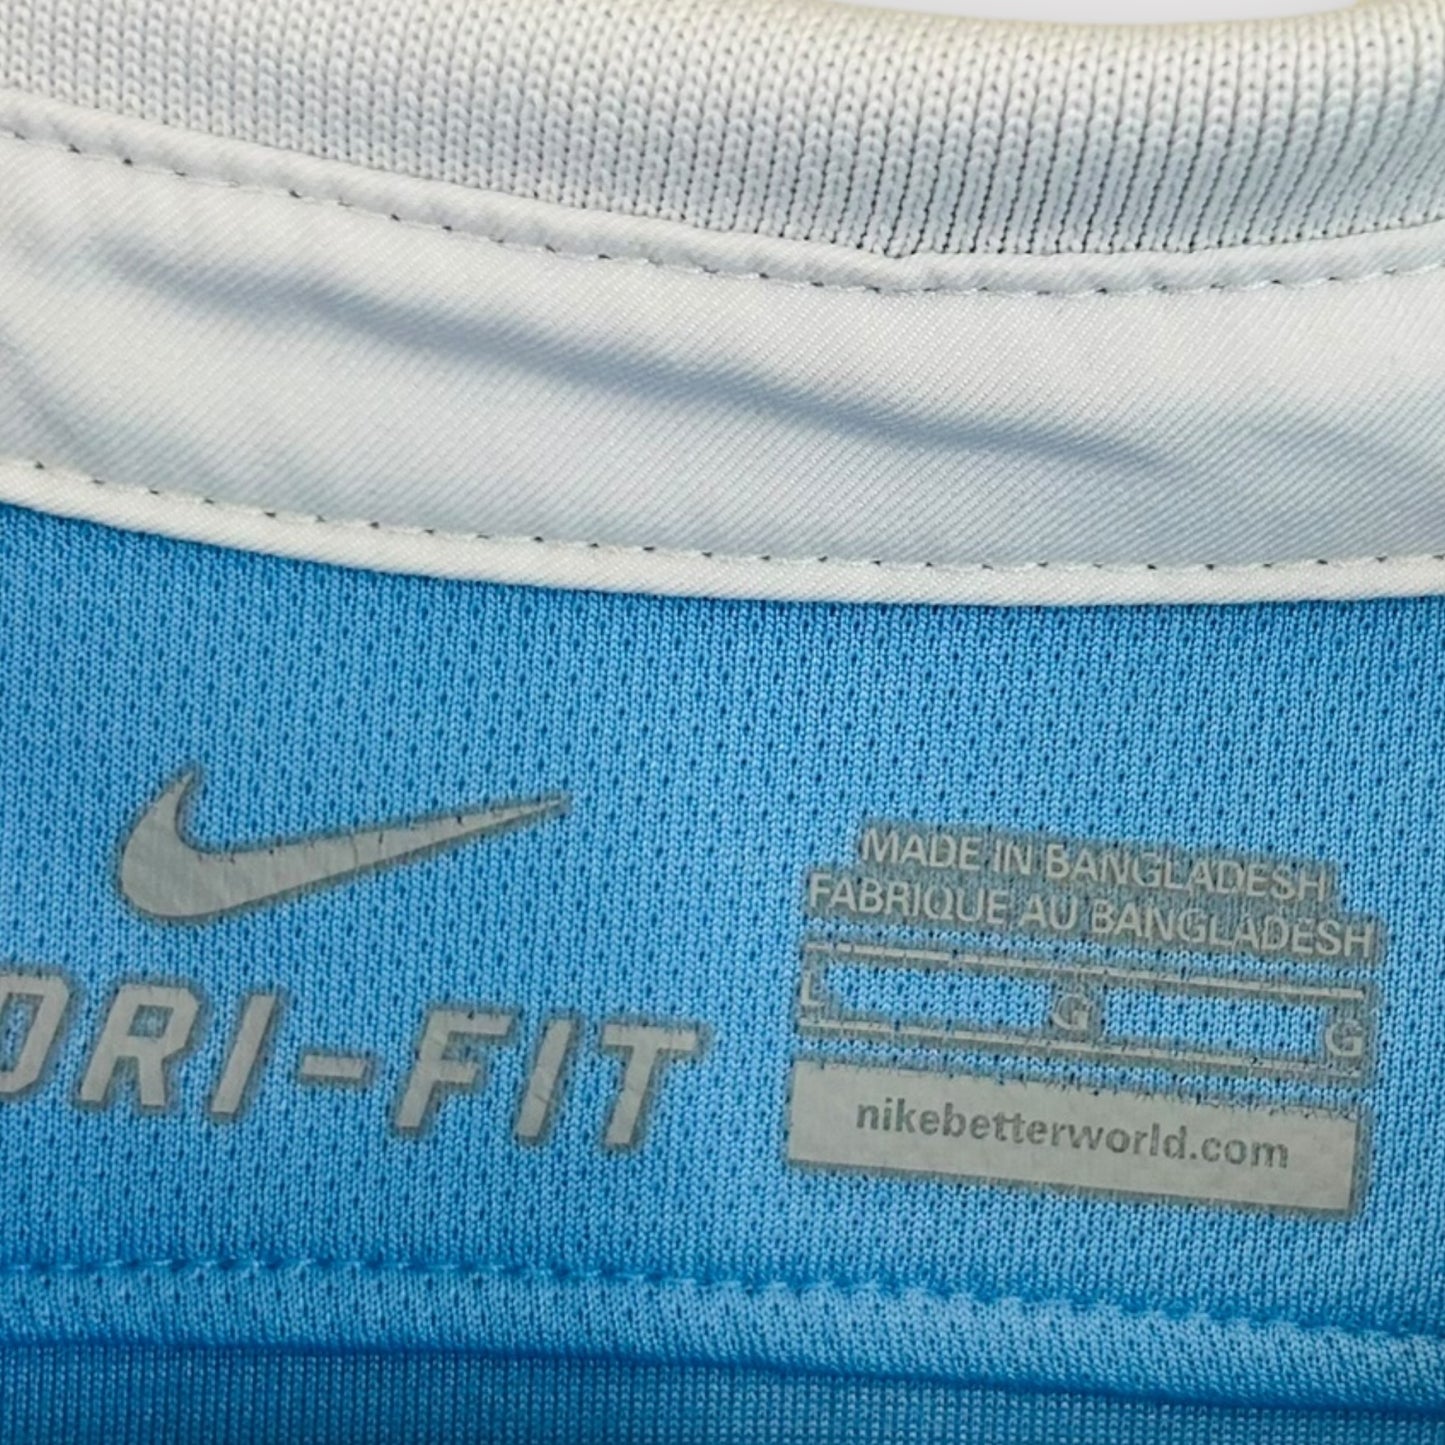 DRI-FIT
MADE IN BANGLADESH
FABRIQUE AU BANGLADESH
L G G
nikebetterworld.com